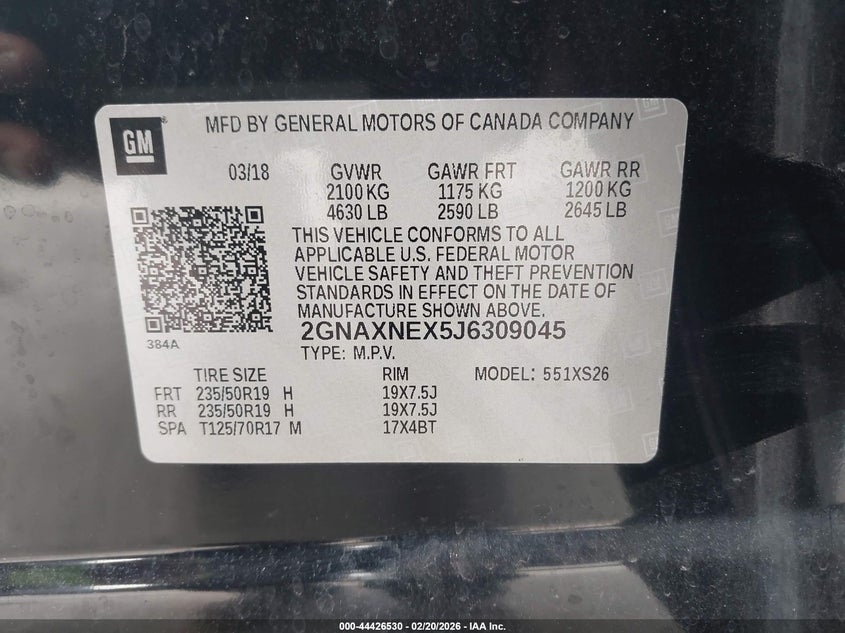 GM
MFD BY GENERAL MOTORS OF CANADA COMPANY
03/18 GVWR GAWR FRT GAWR RR
2100 KG 1175 KG 1200 KG
4630 LB 2590 LB 2645 LB
THIS VEHICLE CONFORMS TO ALL
APPLICABLE U.S. FEDERAL MOTOR
VEHICLE SAFETY AND THEFT PREVENTION
STANDARDS IN EFFECT ON THE DATE OF
MANUFACTURE SHOWN ABOVE.
384A
2GNAXNEX5J6309045
TYPE: M.P.V.
TIRE SIZE RIM MODEL: 551XS26
FRT 235/50R19 H 19X7.5J
RR 235/50R19 H 19X7.5J
SPA T125/70R17 M 17X4BT
000-44426530 - 02/20/2026 - IAA Inc.